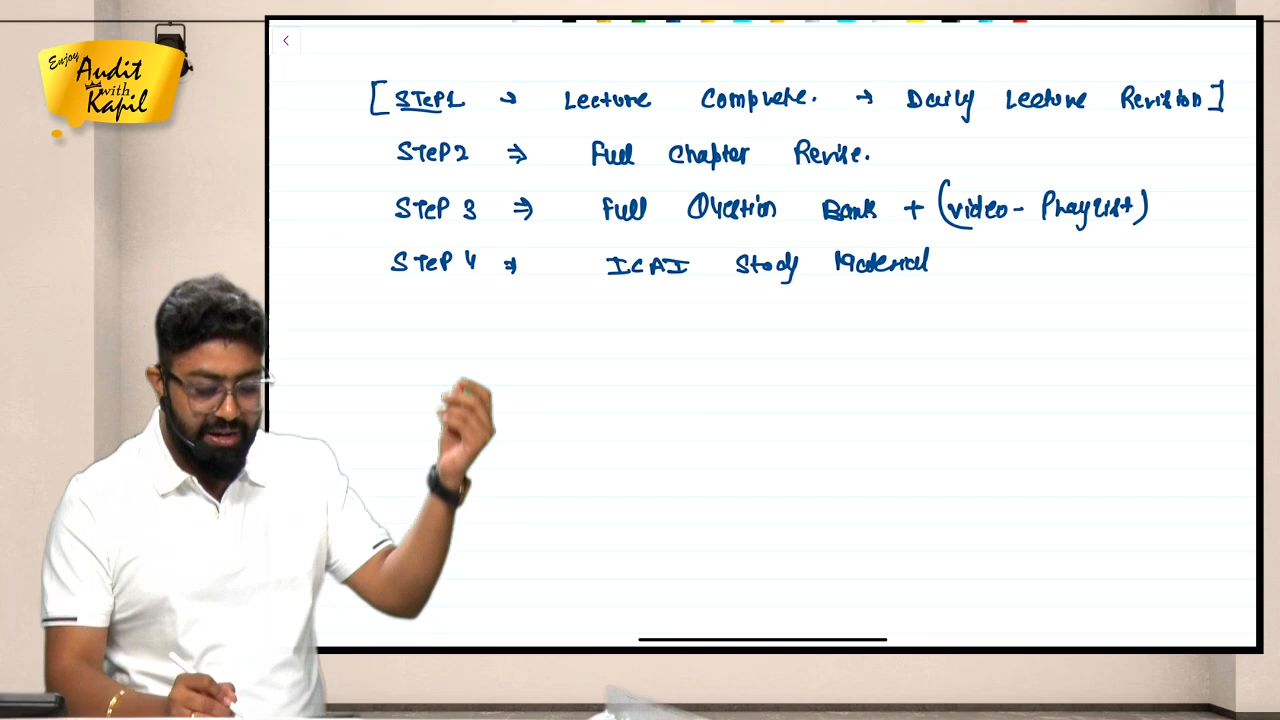 Enjoy
Audit
with
Kapil
[STEP1 → Lecture Complete. → Daily Lecture Revision]
STEP2 ⇒ Full Chapter Revise.
STEP 3 ⇒ Full Question Bank + (video - Playlist)
STEP 4 ⇒ ICAI Study Material